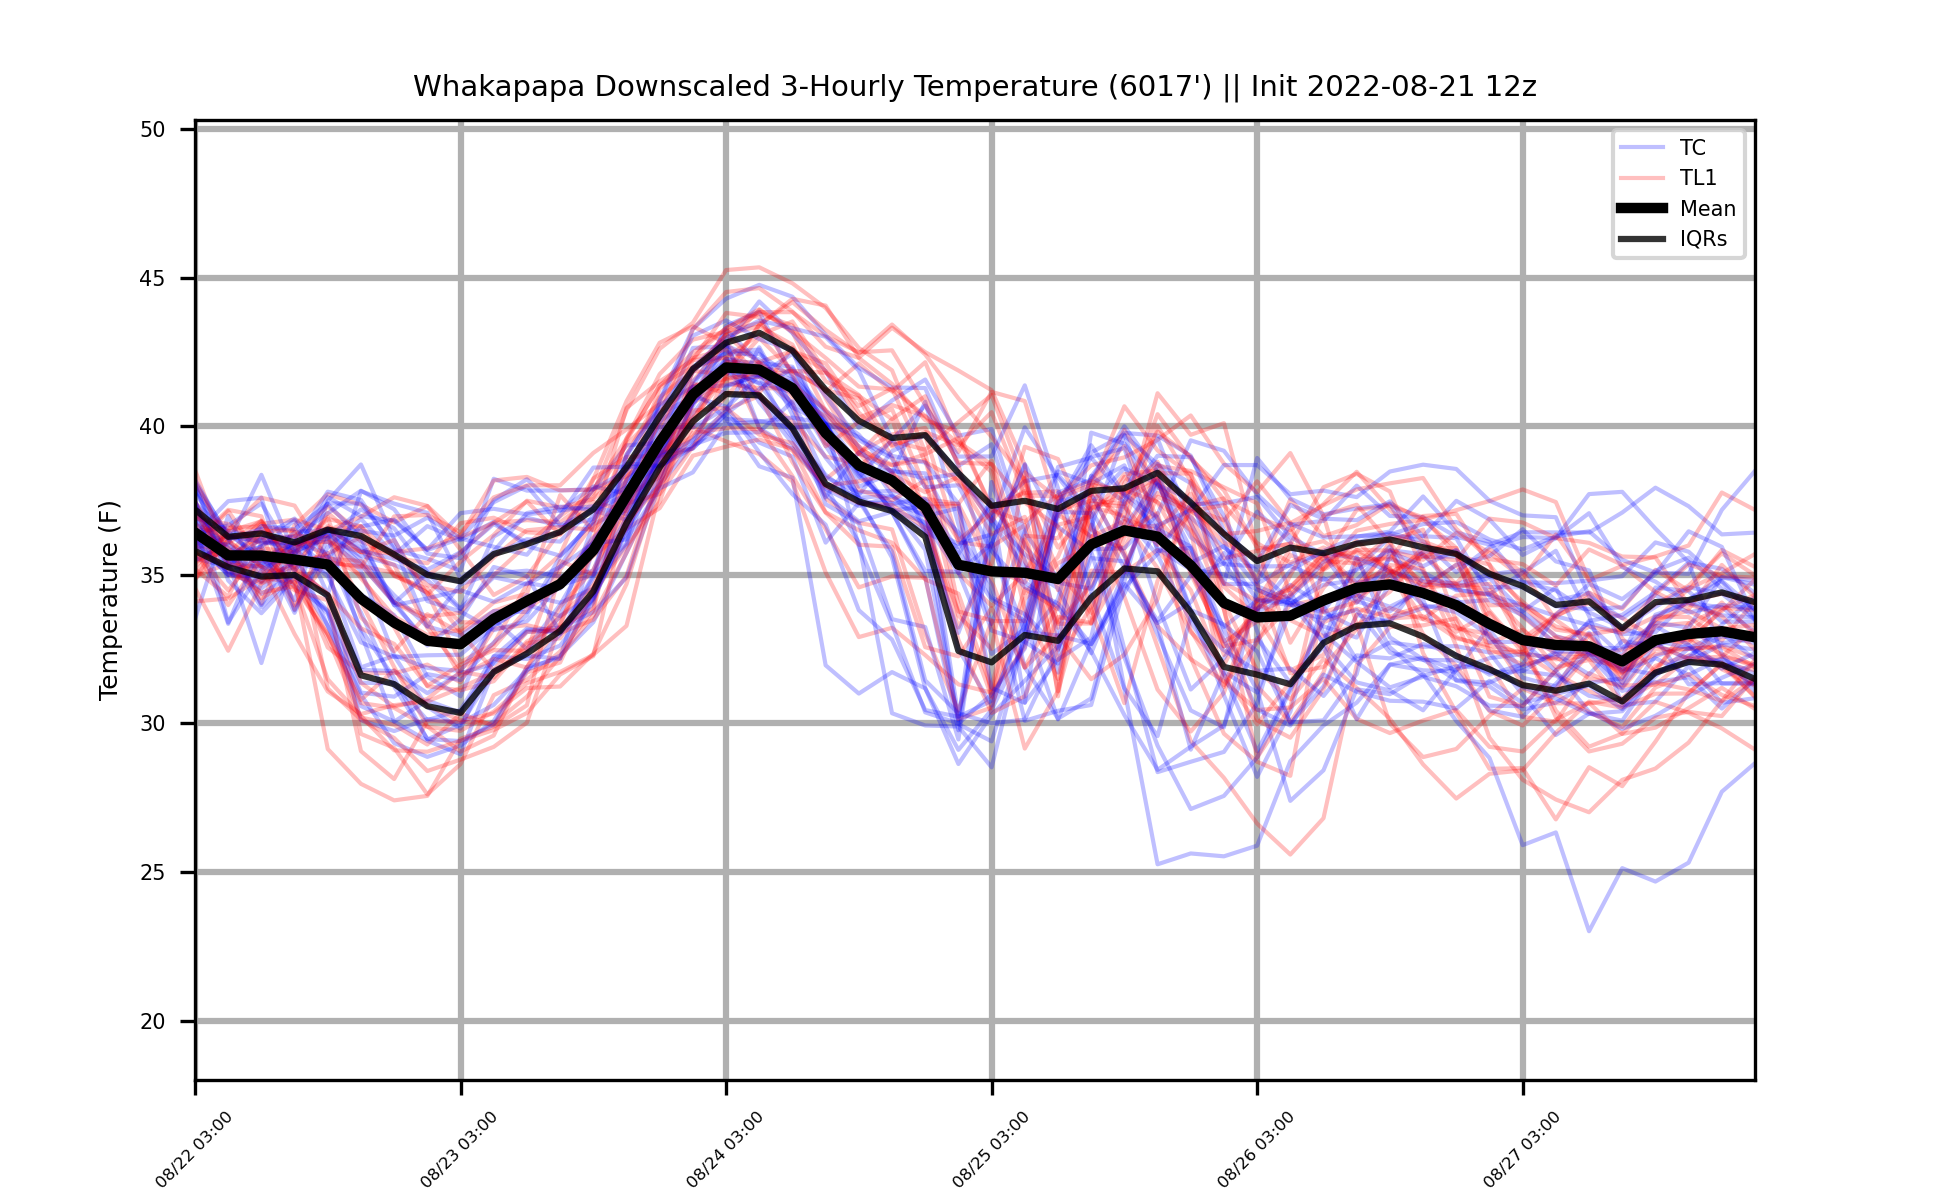 Whakapapa Downscaled 3-Hourly Temperature (6017') || Init 2022-08-21 12z
TC
TL1
Mean
IQRs
Temperature (F)
50
45
40
35
30
25
20
08/22 03:00
08/23 03:00
08/24 03:00
08/25 03:00
08/26 03:00
08/27 03:00